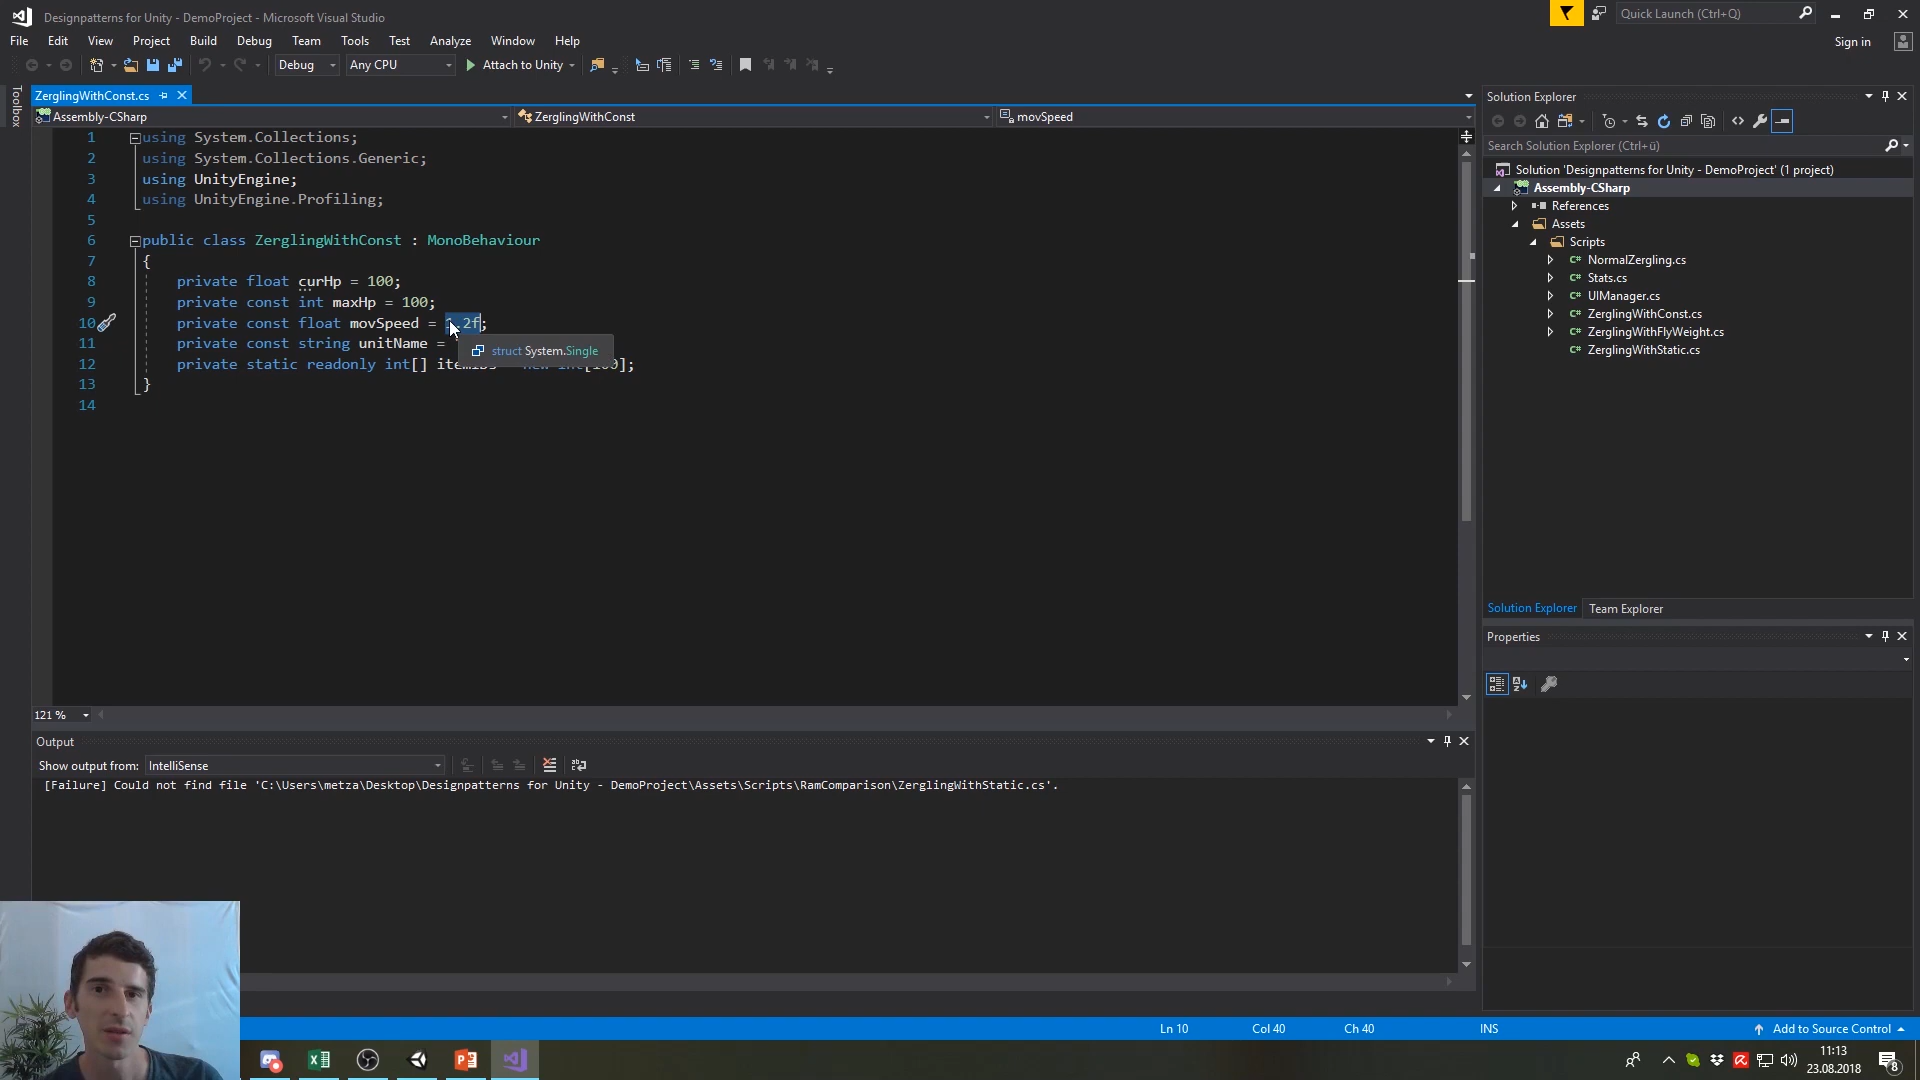 Designpatterns for Unity - DemoProject - Microsoft Visual Studio
Quick Launch (Ctrl+Q)
File Edit View Project Build Debug Team Tools Test Analyze Window Help
Sign in
Debug Any CPU Attach to Unity
Toolbox
ZerglingWithConst.cs
Assembly-CSharp ZerglingWithConst movSpeed
1 using System.Collections;
2 using System.Collections.Generic;
3 using UnityEngine;
4 using UnityEngine.Profiling;
5
6 public class ZerglingWithConst : MonoBehaviour
7 {
8 private float curHp = 100;
9 private const int maxHp = 100;
10 private const float movSpeed = 1.2f;
11 private const string unitName =
struct System.Single
12 private static readonly int[] = new int[100];
13 }
14
121 %
Output
Show output from: IntelliSense
[Failure] Could not find file 'C:\Users\metza\Desktop\Designpatterns for Unity - DemoProject\Assets\Scripts\RamComparison\ZerglingWithStatic.cs'.
Solution Explorer
Search Solution Explorer (Ctrl+ü)
Solution 'Designpatterns for Unity - DemoProject' (1 project)
Assembly-CSharp
References
Assets
Scripts
C# NormalZergling.cs
C# Stats.cs
C# UIManager.cs
C# ZerglingWithConst.cs
C# ZerglingWithFlyWeight.cs
C# ZerglingWithStatic.cs
Solution Explorer Team Explorer
Properties
Ln 10 Col 40 Ch 40 INS Add to Source Control
11:13
23.08.2018
8